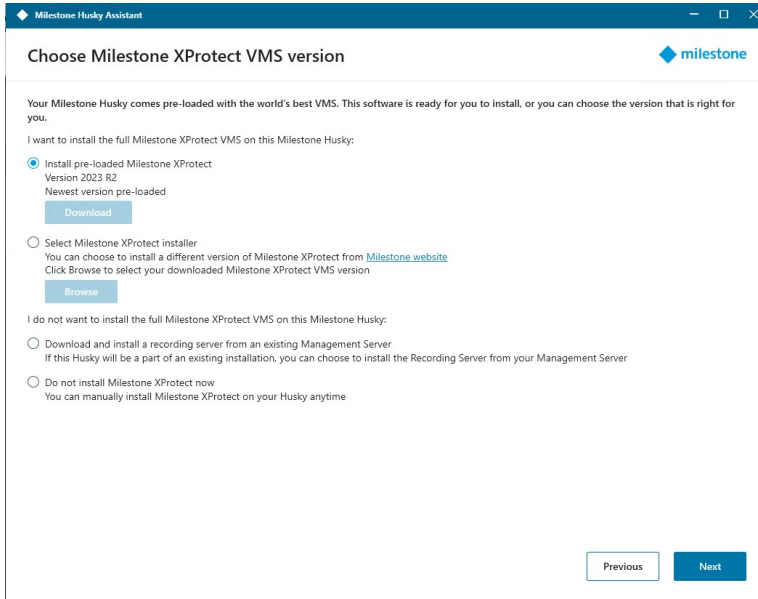 Milestone Husky Assistant
Choose Milestone XProtect VMS version
milestone
Your Milestone Husky comes pre-loaded with the world's best VMS. This software is ready for you to install, or you can choose the version that is right for
you.
I want to install the full Milestone XProtect VMS on this Milestone Husky:
Install pre-loaded Milestone XProtect
Version 2023 R2
Newest version pre-loaded
Download
Select Milestone XProtect installer
You can choose to install a different version of Milestone XProtect from Milestone website
Click Browse to select your downloaded Milestone XProtect VMS version
Browse
I do not want to install the full Milestone XProtect VMS on this Milestone Husky:
Download and install a recording server from an existing Management Server
If this Husky will be a part of an existing installation, you can choose to install the Recording Server from your Management Server
Do not install Milestone XProtect now
You can manually install Milestone XProtect on your Husky anytime
Previous
Next